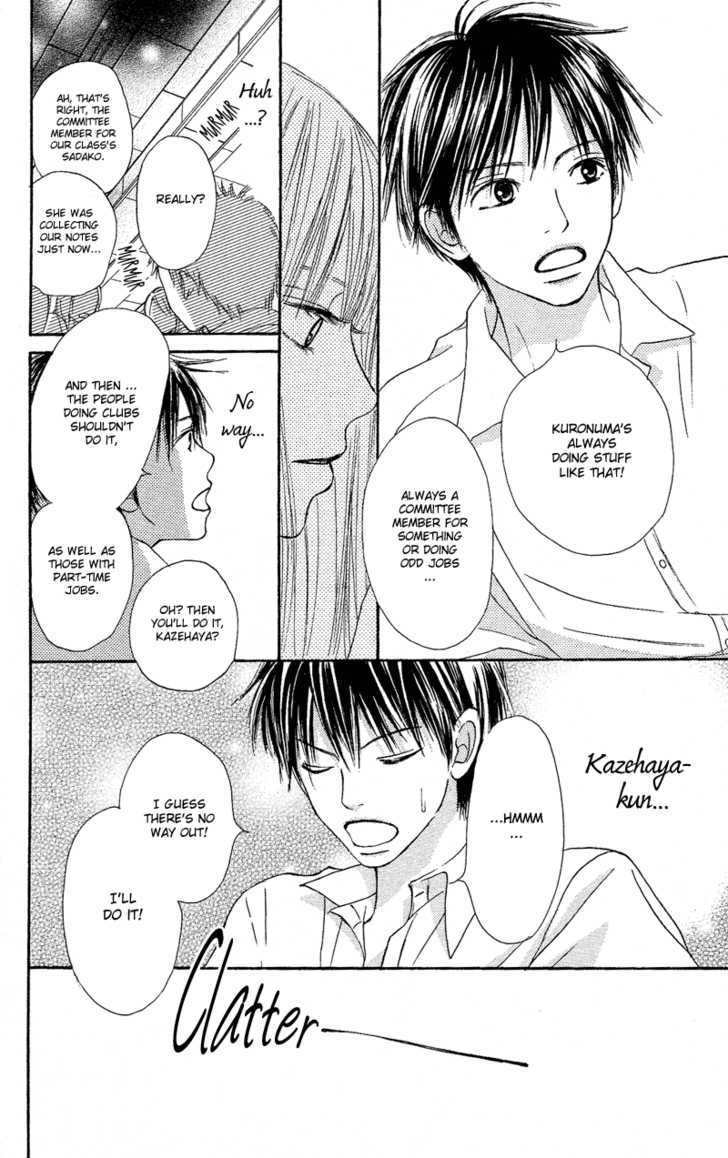 KURONUMA'S
ALWAYS
DOING STUFF
LIKE THAT!
ALWAYS A
COMMITTEE
MEMBER FOR
SOMETHING
OR DOING
ODD JOBS
...
Huh
...?
MURMUR
REALLY?
AH, THAT'S
RIGHT, THE
COMMITTEE
MEMBER FOR
OUR CLASS'S
SADAKO.
SHE WAS
COLLECTING
OUR NOTES
JUST NOW...
MURMUR
No
way...
AND THEN ...
THE PEOPLE
DOING CLUBS
SHOULDN'T
DO IT,
AS WELL AS
THOSE WITH
PART-TIME
JOBS.
OH? THEN
YOU'LL DO IT,
KAZEHAYA?
Kazehaya-
kun...
...HMMM
...
I GUESS
THERE'S NO
WAY OUT!
I'LL
DO IT!
Clatter